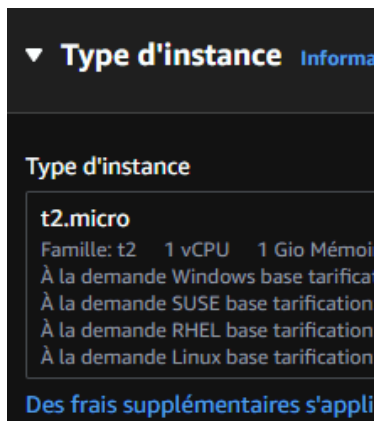 Type d'instance Informa
Type d'instance
t2.micro
Famille: t2 1 vCPU 1 Gio Mémoi
À la demande Windows base tarifica
À la demande SUSE base tarification
À la demande RHEL base tarification
À la demande Linux base tarification
Des frais supplémentaires s'appli